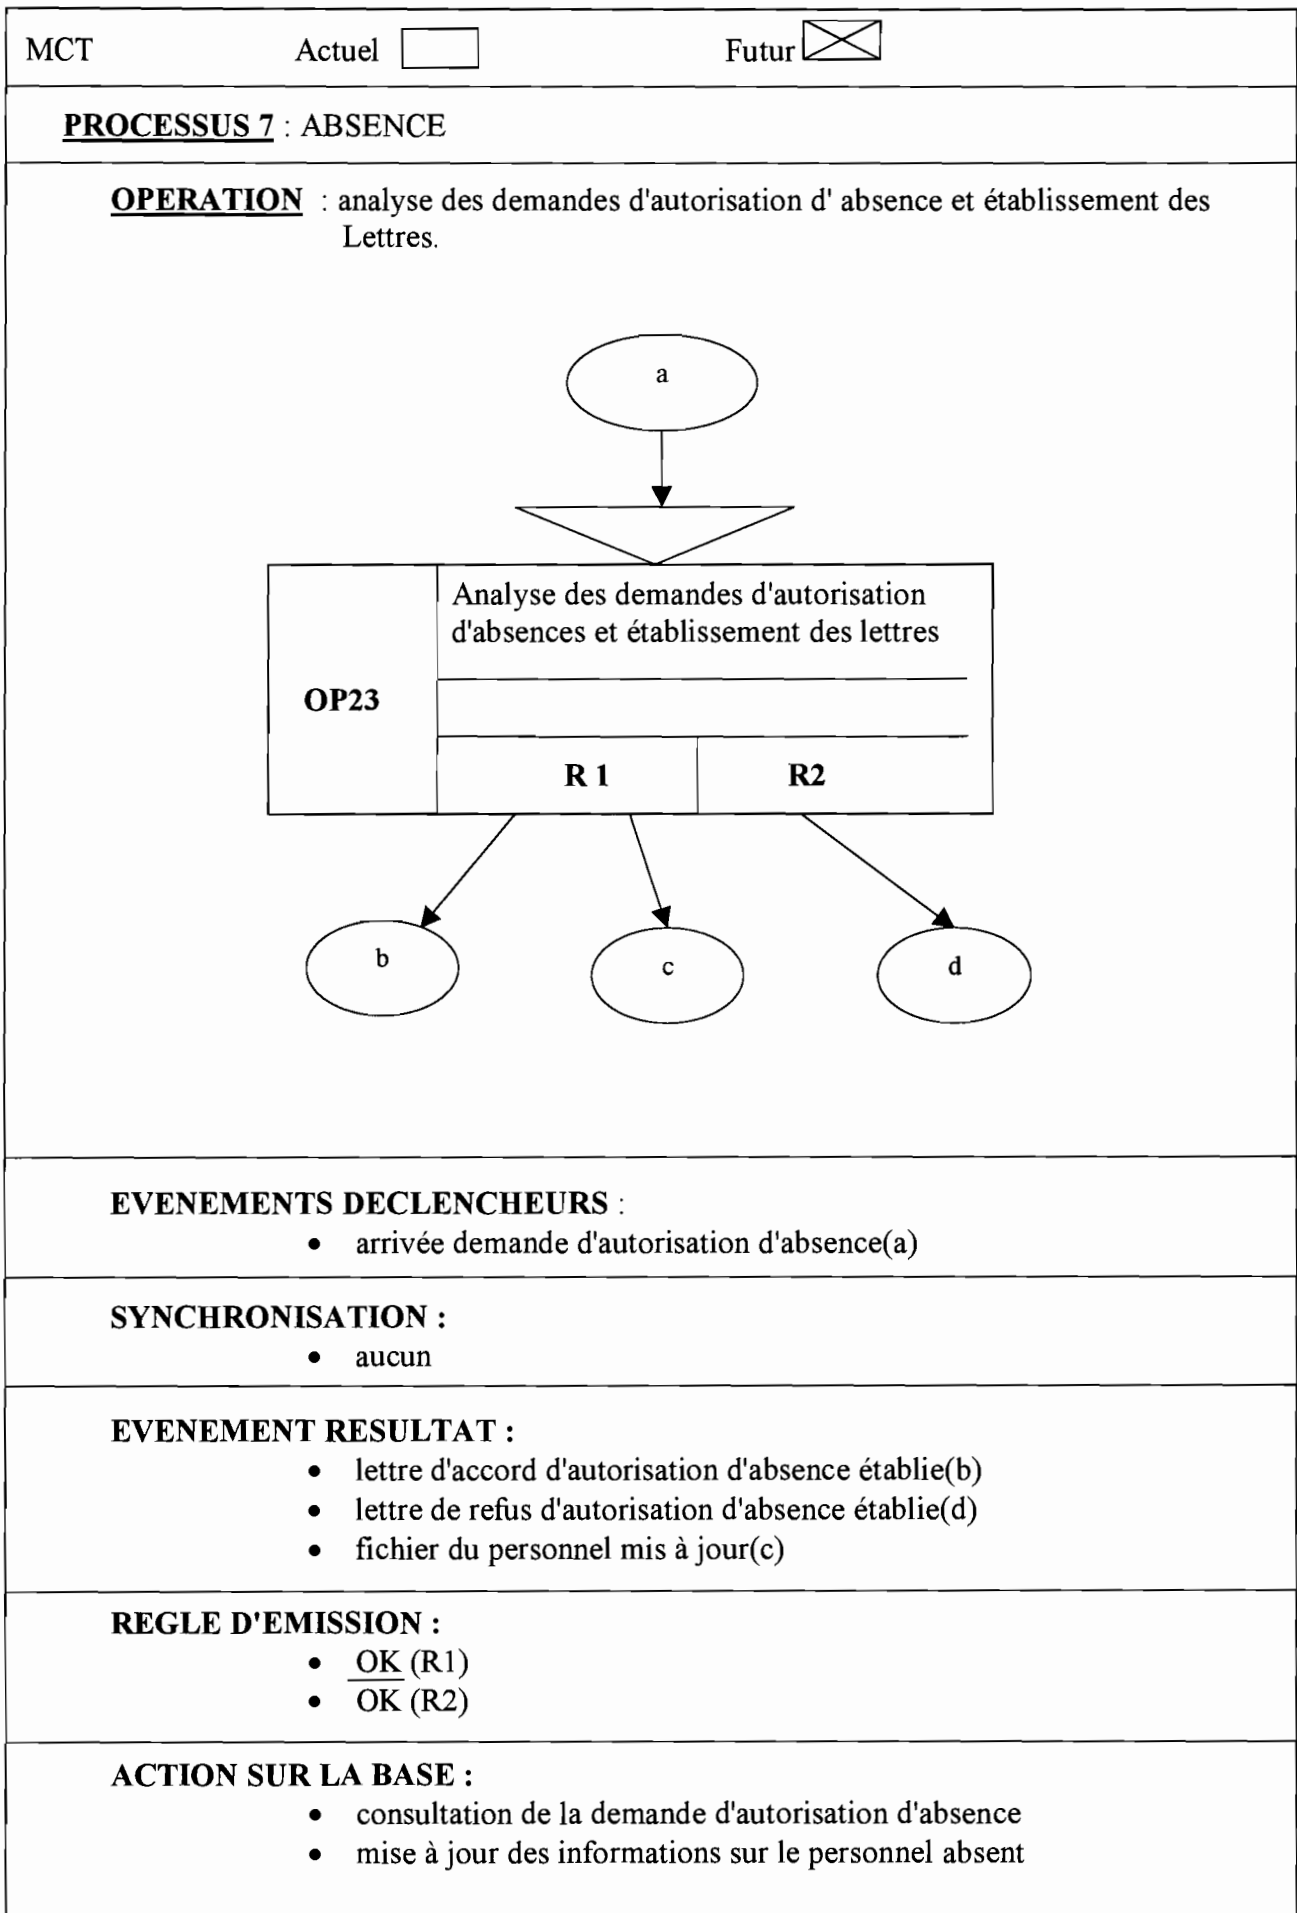 MCT Actuel Futur
PROCESSUS 7 : ABSENCE
OPERATION : analyse des demandes d'autorisation d' absence et établissement des
Lettres.
a
Analyse des demandes d'autorisation
d'absences et établissement des lettres
OP23
R 1 R2
b
c
d
EVENEMENTS DECLENCHEURS :
• arrivée demande d'autorisation d'absence(a)
SYNCHRONISATION :
• aucun
EVENEMENT RESULTAT :
• lettre d'accord d'autorisation d'absence établie(b)
• lettre de refus d'autorisation d'absence établie(d)
• fichier du personnel mis à jour(c)
REGLE D'EMISSION :
• OK (R1)
• OK (R2)
ACTION SUR LA BASE :
• consultation de la demande d'autorisation d'absence
• mise à jour des informations sur le personnel absent